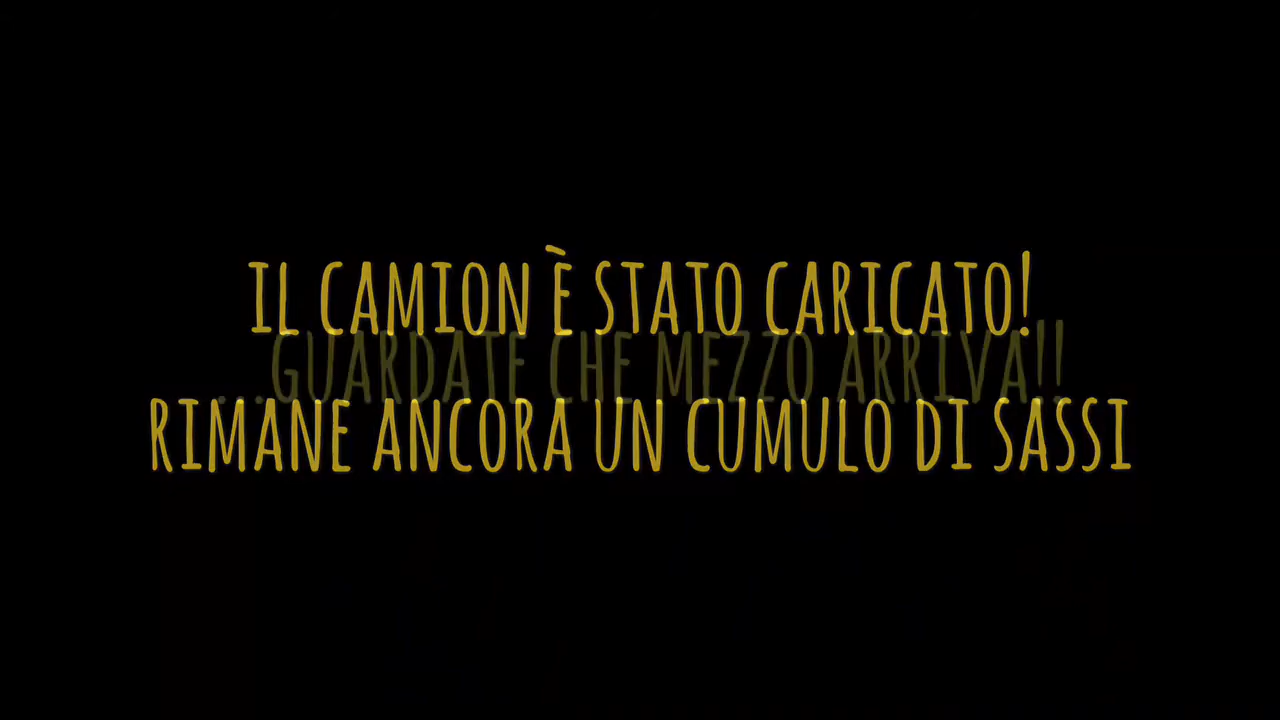 IL CAMION È STATO CARICATO!
...GUARDATE CHE MEZZO ARRIVA!!
RIMANE ANCORA UN CUMULO DI SASSI